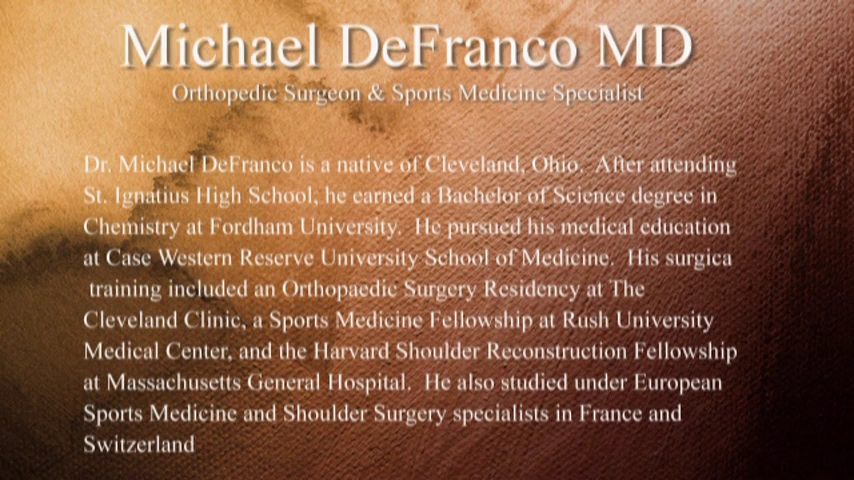 Michael DeFranco MD
Orthopedic Surgeon & Sports Medicine Specialist
Dr. Michael DeFranco is a native of Cleveland, Ohio.  After attending
St. Ignatius High School, he earned a Bachelor of Science degree in
Chemistry at Fordham University.  He pursued his medical education
at Case Western Reserve University School of Medicine.  His surgica
training included an Orthopaedic Surgery Residency at The
Cleveland Clinic, a Sports Medicine Fellowship at Rush University
Medical Center, and the Harvard Shoulder Reconstruction Fellowship
at Massachusetts General Hospital.  He also studied under European
Sports Medicine and Shoulder Surgery specialists in France and
Switzerland